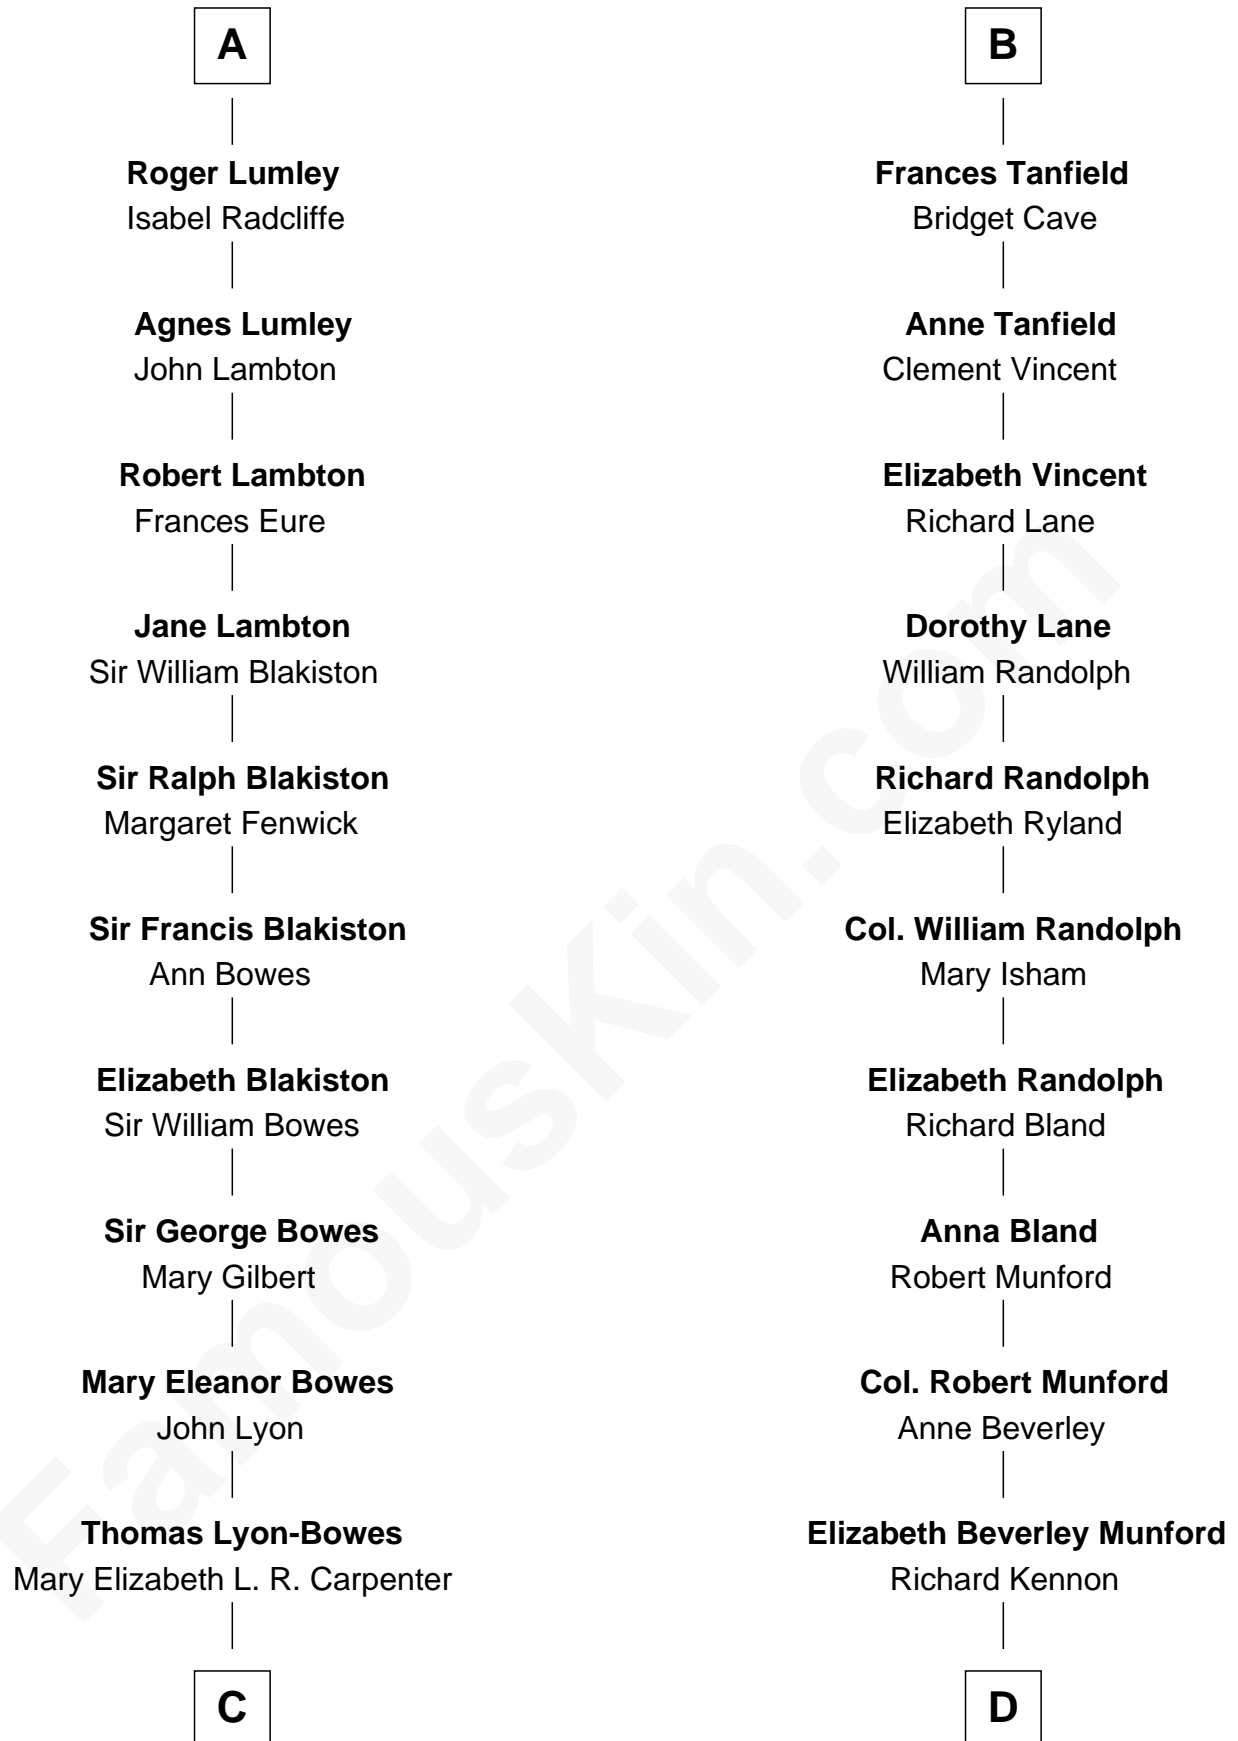 A
Roger Lumley
Isabel Radcliffe
Agnes Lumley
John Lambton
Robert Lambton
Frances Eure
Jane Lambton
Sir William Blakiston
Sir Ralph Blakiston
Margaret Fenwick
Sir Francis Blakiston
Ann Bowes
Elizabeth Blakiston
Sir William Bowes
Sir George Bowes
Mary Gilbert
Mary Eleanor Bowes
John Lyon
Thomas Lyon-Bowes
Mary Elizabeth L. R. Carpenter
C
B
Frances Tanfield
Bridget Cave
Anne Tanfield
Clement Vincent
Elizabeth Vincent
Richard Lane
Dorothy Lane
William Randolph
Richard Randolph
Elizabeth Ryland
Col. William Randolph
Mary Isham
Elizabeth Randolph
Richard Bland
Anna Bland
Robert Munford
Col. Robert Munford
Anne Beverley
Elizabeth Beverley Munford
Richard Kennon
D
FamousKin.com